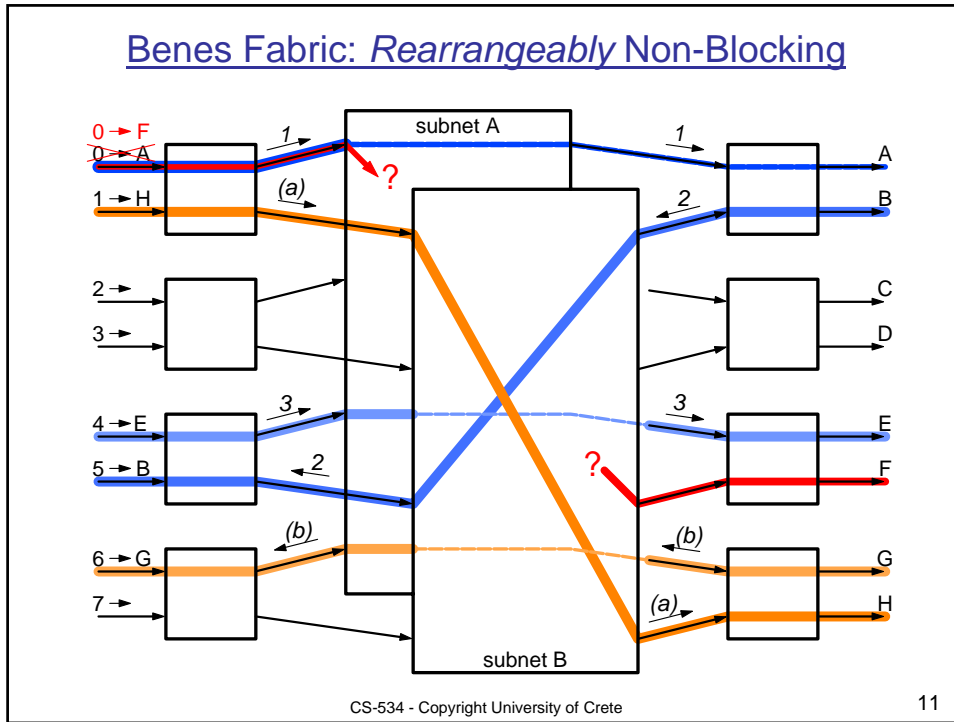 Benes Fabric: Rearrangeably Non-Blocking
subnet A
0 → F
0 → A
1
1
A
1 → H
(a)
2
B
?
2 →
C
3 →
D
4 → E
3
3
E
5 → B
2
?
F
6 → G
(b)
(b)
G
7 →
(a)
H
subnet B
CS-534 - Copyright University of Crete
11